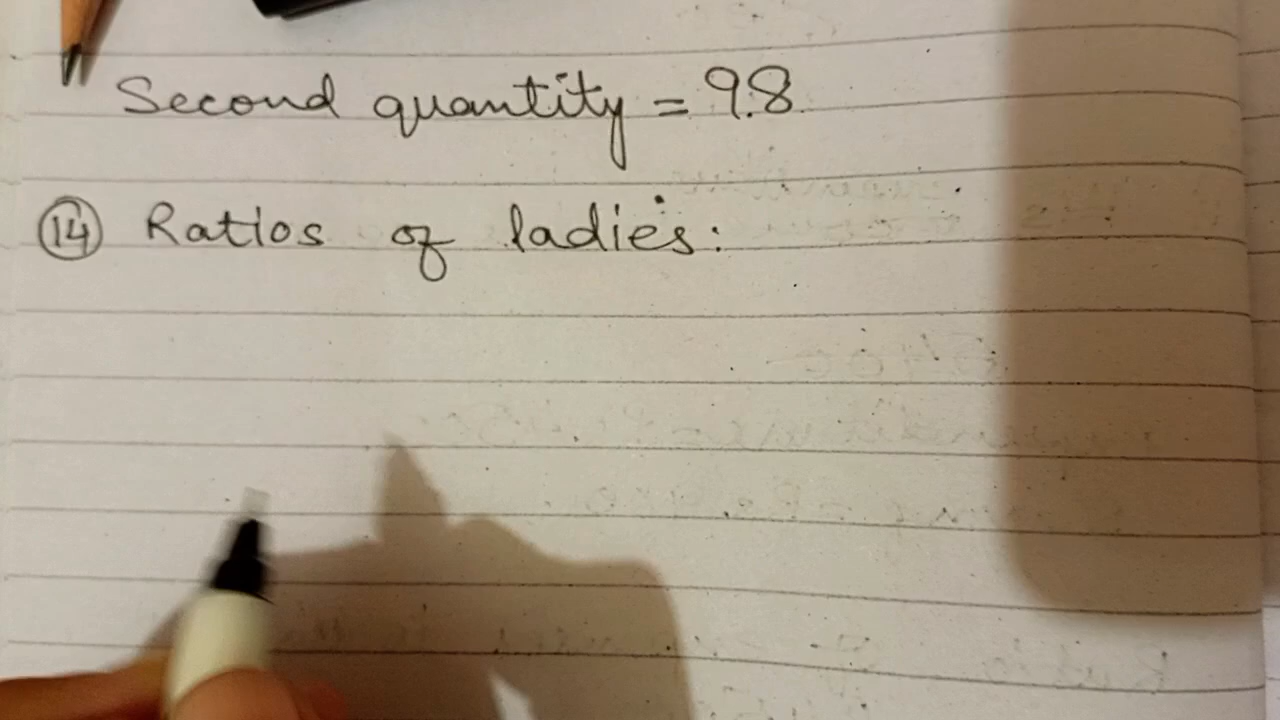 Second quantity = 9.8
14 Ratios of ladies: